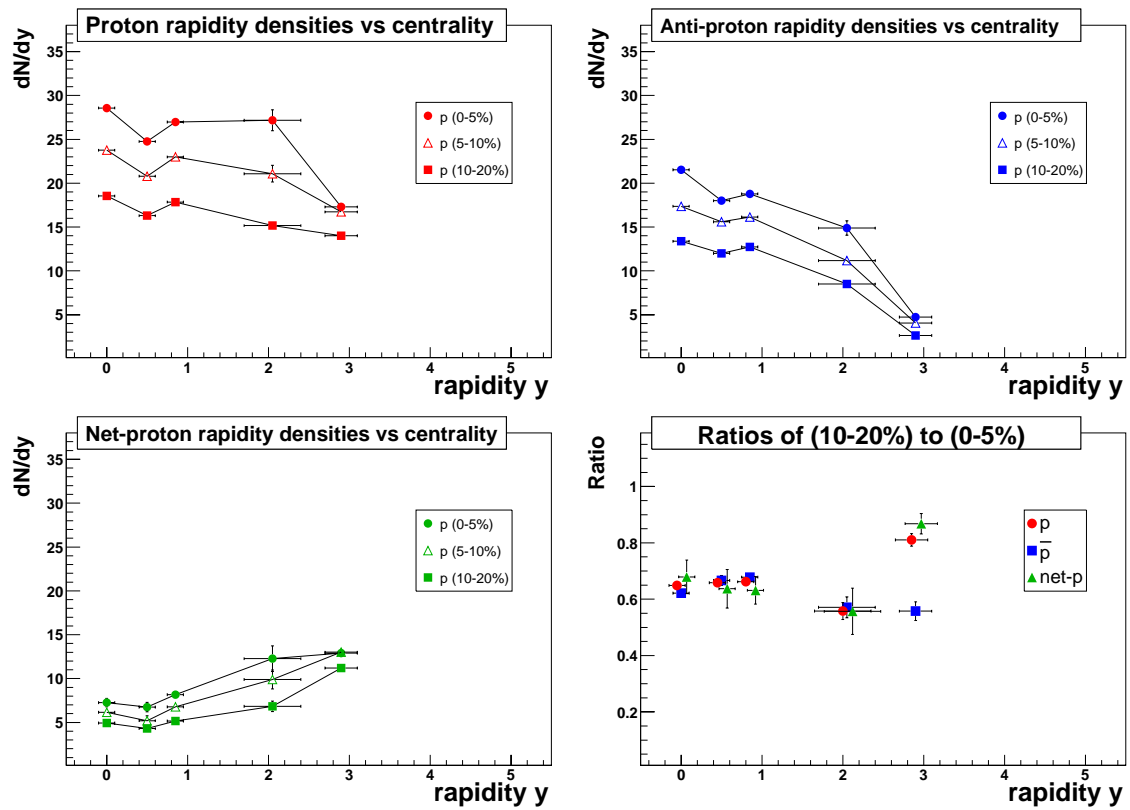 Proton rapidity densities vs centrality
dN/dy
35
30
25
20
15
10
5
p (0-5%)
p (5-10%)
p (10-20%)
0 1 2 3 4 5
rapidity y
Anti-proton rapidity densities vs centrality
dN/dy
35
30
25
20
15
10
5
p (0-5%)
p (5-10%)
p (10-20%)
0 1 2 3 4 5
rapidity y
Net-proton rapidity densities vs centrality
dN/dy
35
30
25
20
15
10
5
p (0-5%)
p (5-10%)
p (10-20%)
0 1 2 3 4 5
rapidity y
Ratios of (10-20%) to (0-5%)
Ratio
1
0.8
0.6
0.4
0.2
p
p̅
net-p
0 1 2 3 4 5
rapidity y